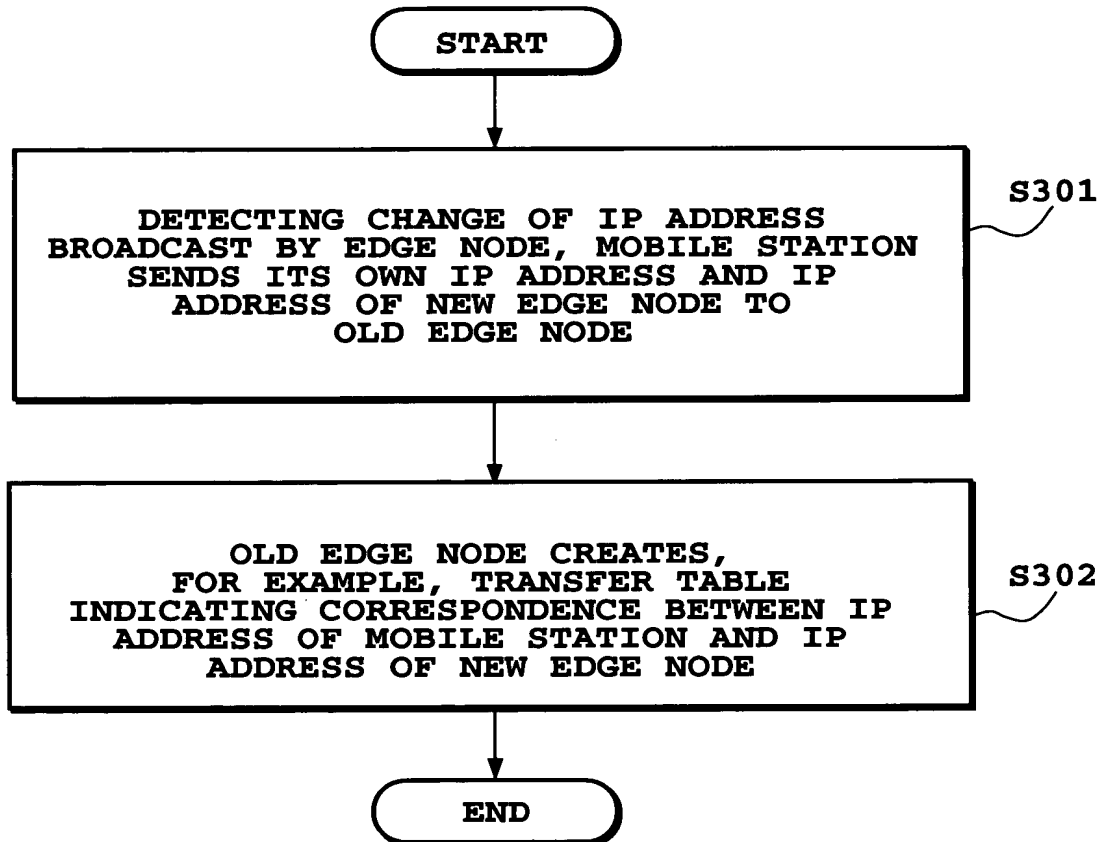 START
DETECTING CHANGE OF IP ADDRESS
BROADCAST BY EDGE NODE, MOBILE STATION
SENDS ITS OWN IP ADDRESS AND IP
ADDRESS OF NEW EDGE NODE TO
OLD EDGE NODE
S301
OLD EDGE NODE CREATES,
FOR EXAMPLE, TRANSFER TABLE
INDICATING CORRESPONDENCE BETWEEN IP
ADDRESS OF MOBILE STATION AND IP
ADDRESS OF NEW EDGE NODE
S302
END